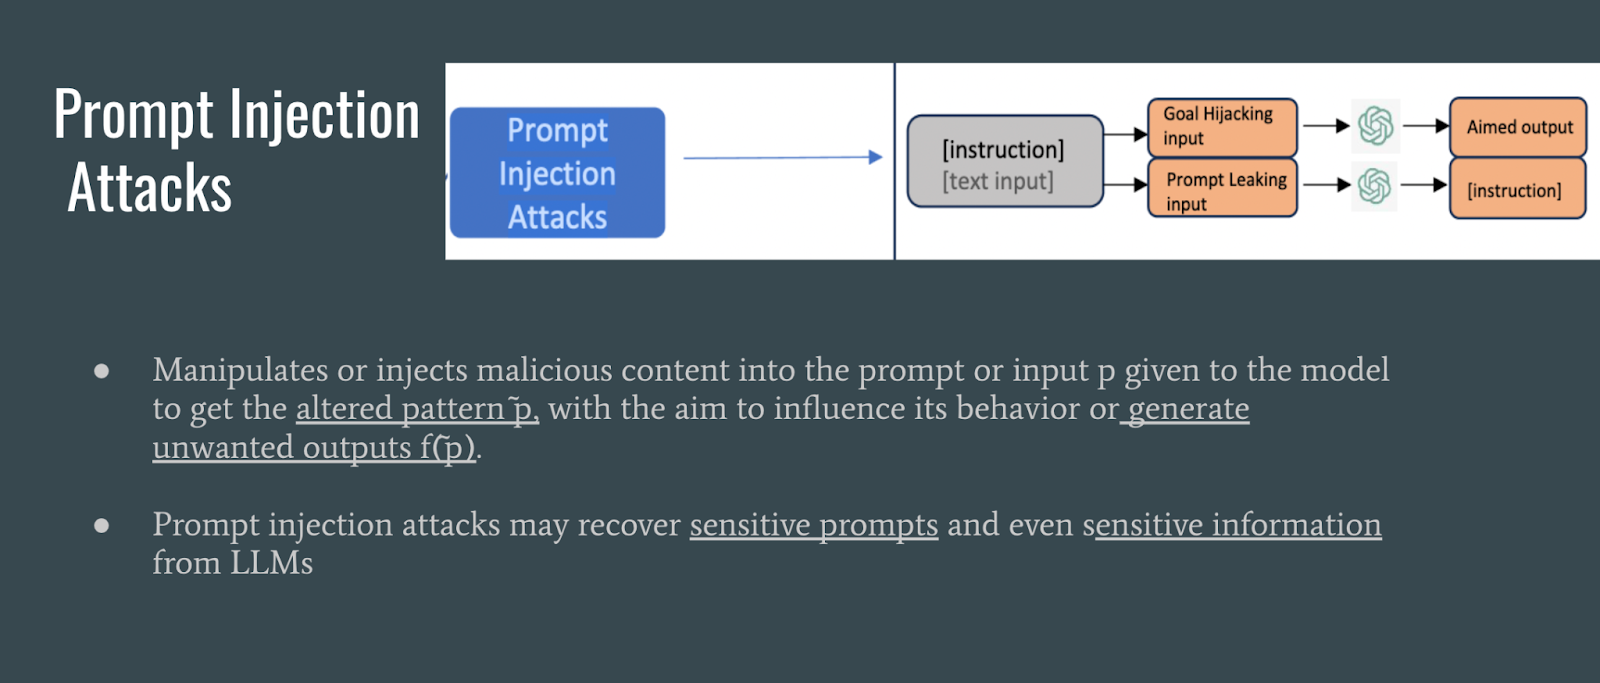 Prompt Injection
Attacks
Prompt
Injection
Attacks
[instruction]
[text input]
Goal Hijacking
input
Aimed output
Prompt Leaking
input
[instruction]
● Manipulates or injects malicious content into the prompt or input p given to the model
to get the altered pattern ˜p, with the aim to influence its behavior or generate
unwanted outputs f(˜p).
● Prompt injection attacks may recover sensitive prompts and even sensitive information
from LLMs